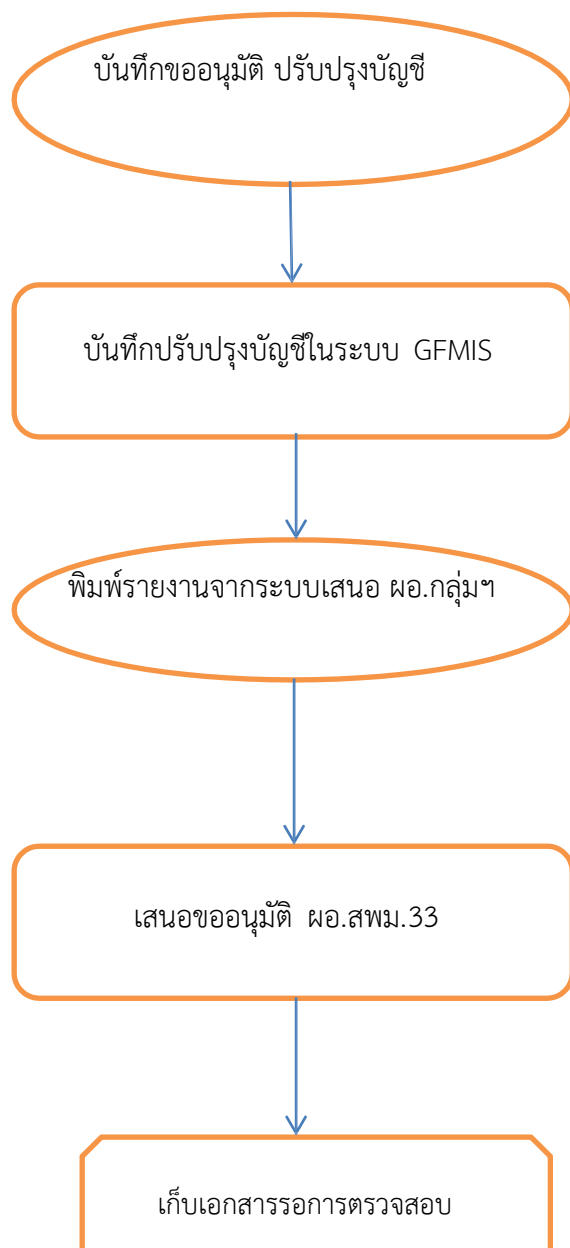 บันทึกขออนุมัติ ปรับปรุงบัญชี
บันทึกปรับปรุงบัญชีในระบบ GFMIS
พิมพ์รายงานจากระบบเสนอ ผอ.กลุ่มฯ
เสนอขออนุมัติ ผอ.สพม.33
เก็บเอกสารรอการตรวจสอบ